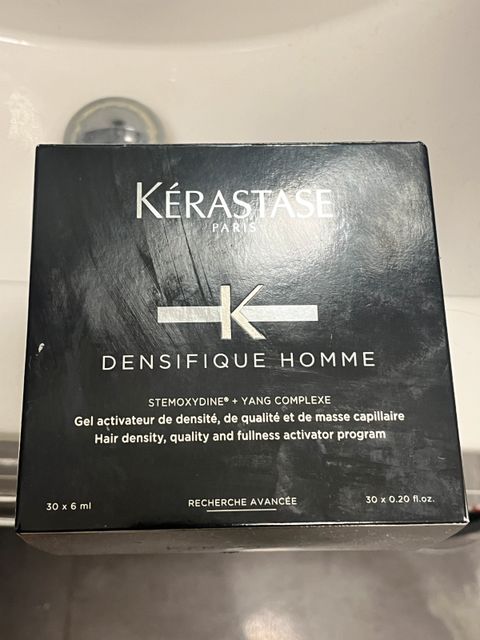 KÉRASTASE
PARIS
K
DENSIFIQUE HOMME
STEMOXYDINE® + YANG COMPLEXE
Gel activateur de densité, de qualité et de masse capillaire
Hair density, quality and fullness activator program
30 x 6 ml
RECHERCHE AVANCÉE
30 x 0.20 fl.oz.